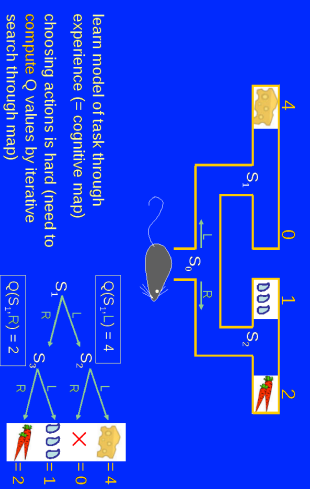 learn model of task through
experience (= cognitive map)
choosing actions is hard (need to
compute Q values by iterative
search through map)
4
0
1
2
S₁
S₂
S₀
L
R
S₁
L
R
S₂
S₃
L
R
L
R
= 4
= 0
= 1
= 2
Q(S₁,L) = 4
Q(S₁,R) = 2